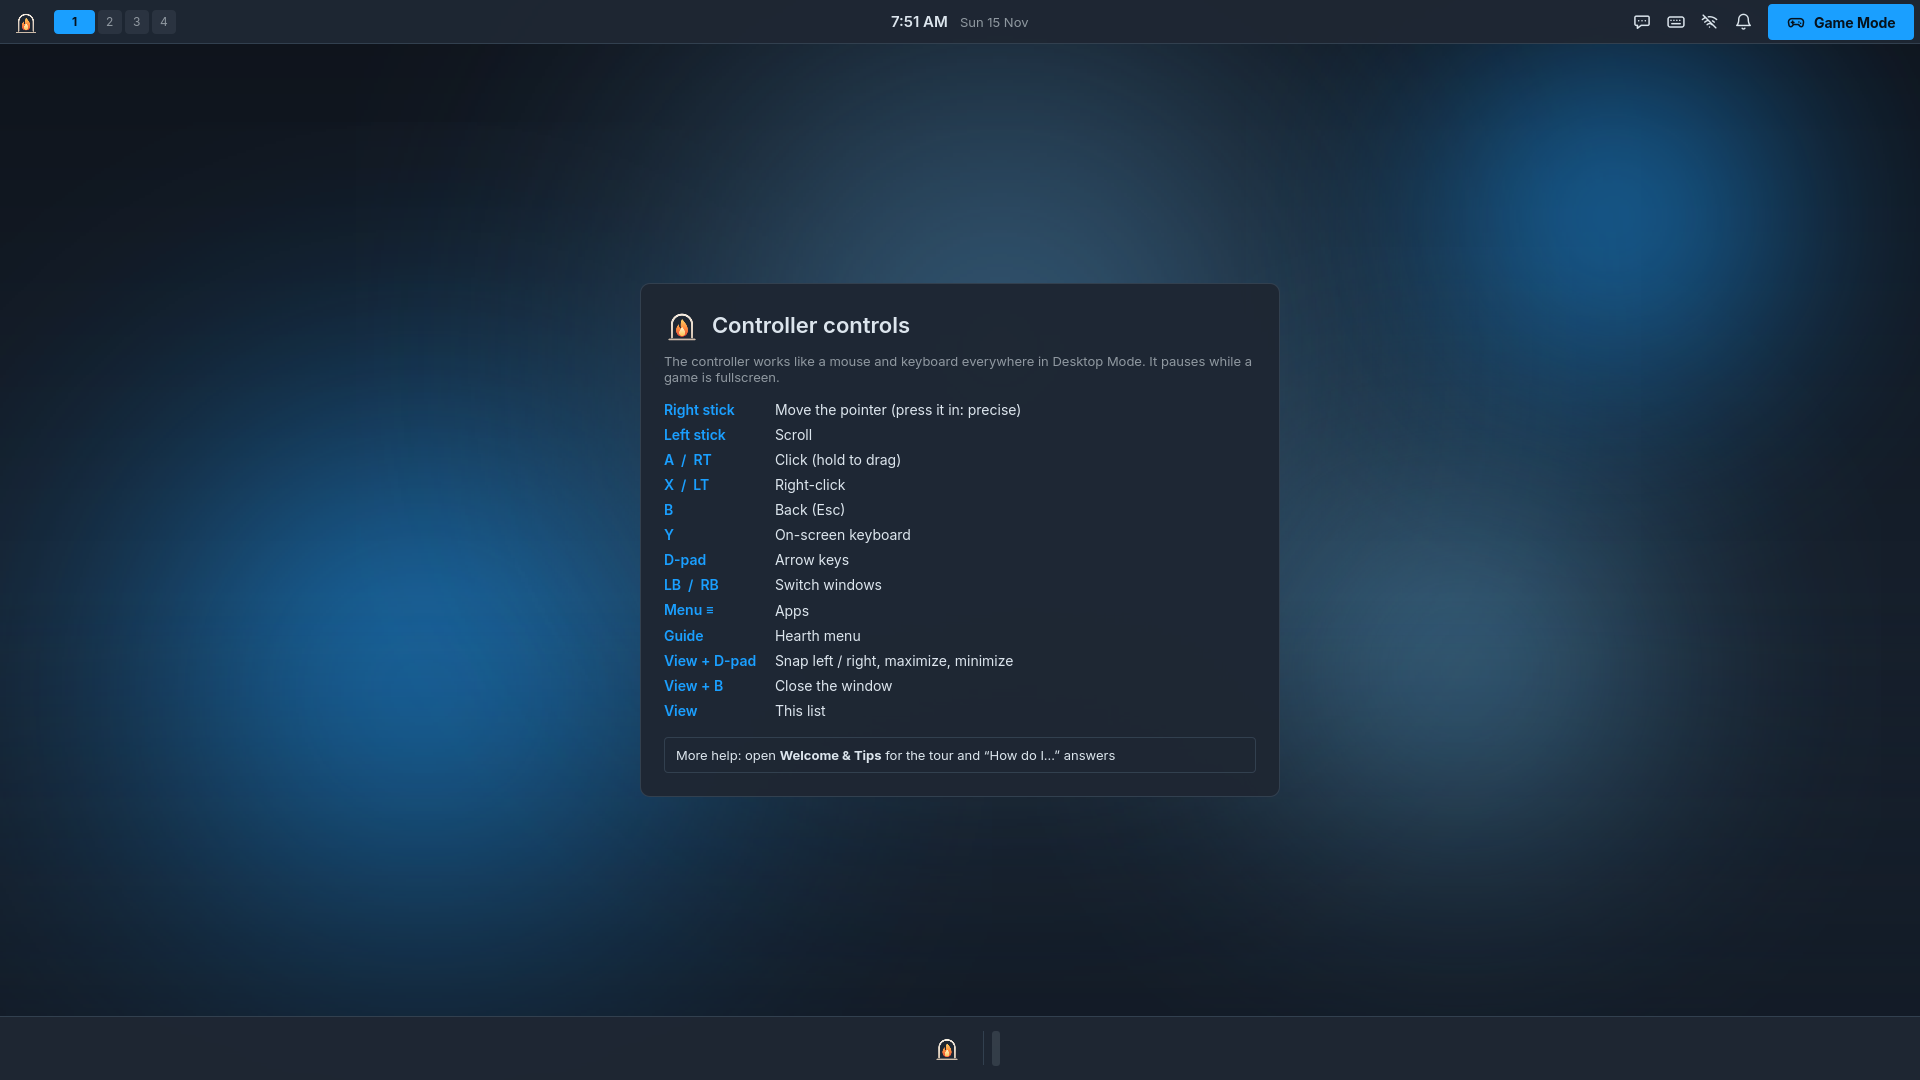 1 2 3 4
7:51 AM Sun 15 Nov
Game Mode
Controller controls
The controller works like a mouse and keyboard everywhere in Desktop Mode. It pauses while a
game is fullscreen.
Right stick Move the pointer (press it in: precise)
Left stick Scroll
A / RT Click (hold to drag)
X / LT Right-click
B Back (Esc)
Y On-screen keyboard
D-pad Arrow keys
LB / RB Switch windows
Menu ≡ Apps
Guide Hearth menu
View + D-pad Snap left / right, maximize, minimize
View + B Close the window
View This list
More help: open Welcome & Tips for the tour and “How do I…” answers